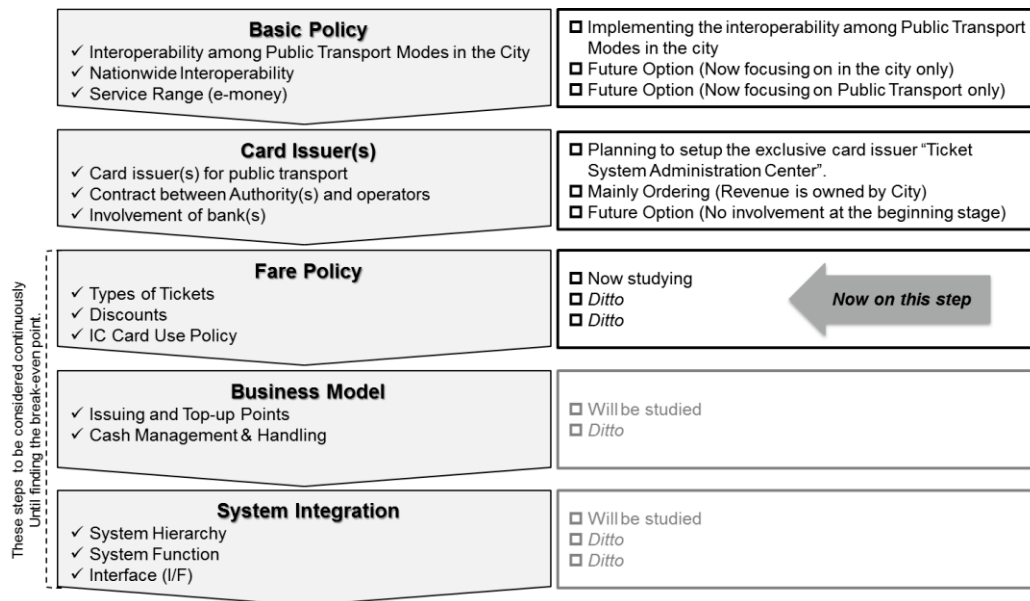 Basic Policy
✓ Interoperability among Public Transport Modes in the City
✓ Nationwide Interoperability
✓ Service Range (e-money)
☐ Implementing the interoperability among Public Transport
Modes in the city
☐ Future Option (Now focusing on in the city only)
☐ Future Option (Now focusing on Public Transport only)
Card Issuer(s)
✓ Card issuer(s) for public transport
✓ Contract between Authority(s) and operators
✓ Involvement of bank(s)
☐ Planning to setup the exclusive card issuer “Ticket
System Administration Center”.
☐ Mainly Ordering (Revenue is owned by City)
☐ Future Option (No involvement at the beginning stage)
These steps to be considered continuously
Until finding the break-even point.
Fare Policy
✓ Types of Tickets
✓ Discounts
✓ IC Card Use Policy
☐ Now studying
☐ Ditto
☐ Ditto
Now on this step
Business Model
✓ Issuing and Top-up Points
✓ Cash Management & Handling
☐ Will be studied
☐ Ditto
System Integration
✓ System Hierarchy
✓ System Function
✓ Interface (I/F)
☐ Will be studied
☐ Ditto
☐ Ditto